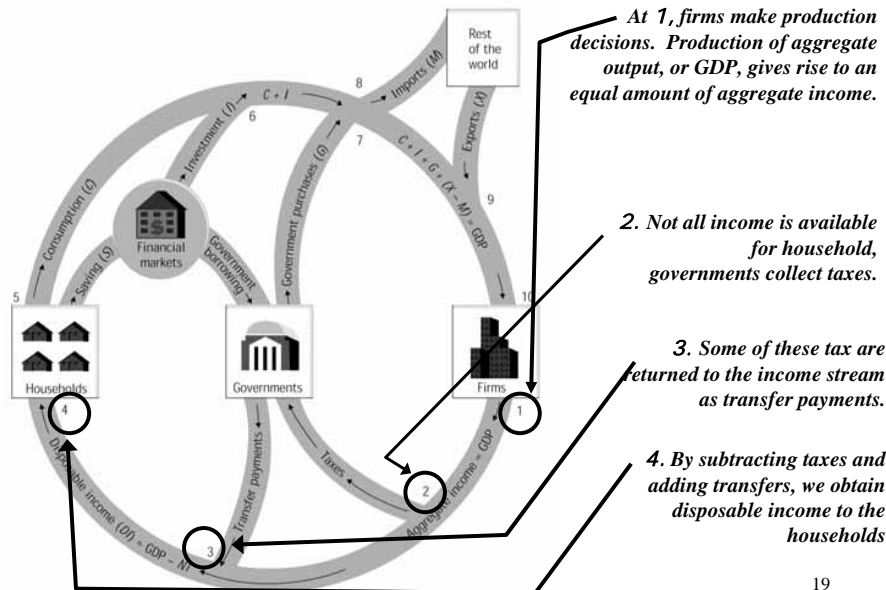 At 1, firms make production
decisions. Production of aggregate
output, or GDP, gives rise to an
equal amount of aggregate income.
2. Not all income is available
for household,
governments collect taxes.
3. Some of these tax are
returned to the income stream
as transfer payments.
4. By subtracting taxes and
adding transfers, we obtain
disposable income to the
households
Rest
of the
world
8
Imports (M)
C + I
6
7
Investment (I)
Government purchases (G)
Exports (X)
C + I + G + (X – M) = GDP
9
Consumption (C)
Financial
markets
Saving (S)
Government
borrowing
5
10
Households
Governments
Firms
4
1
Taxes
2
Transfer payments
Aggregate income = GDP
3
Disposable income (DI) = GDP – NT
19